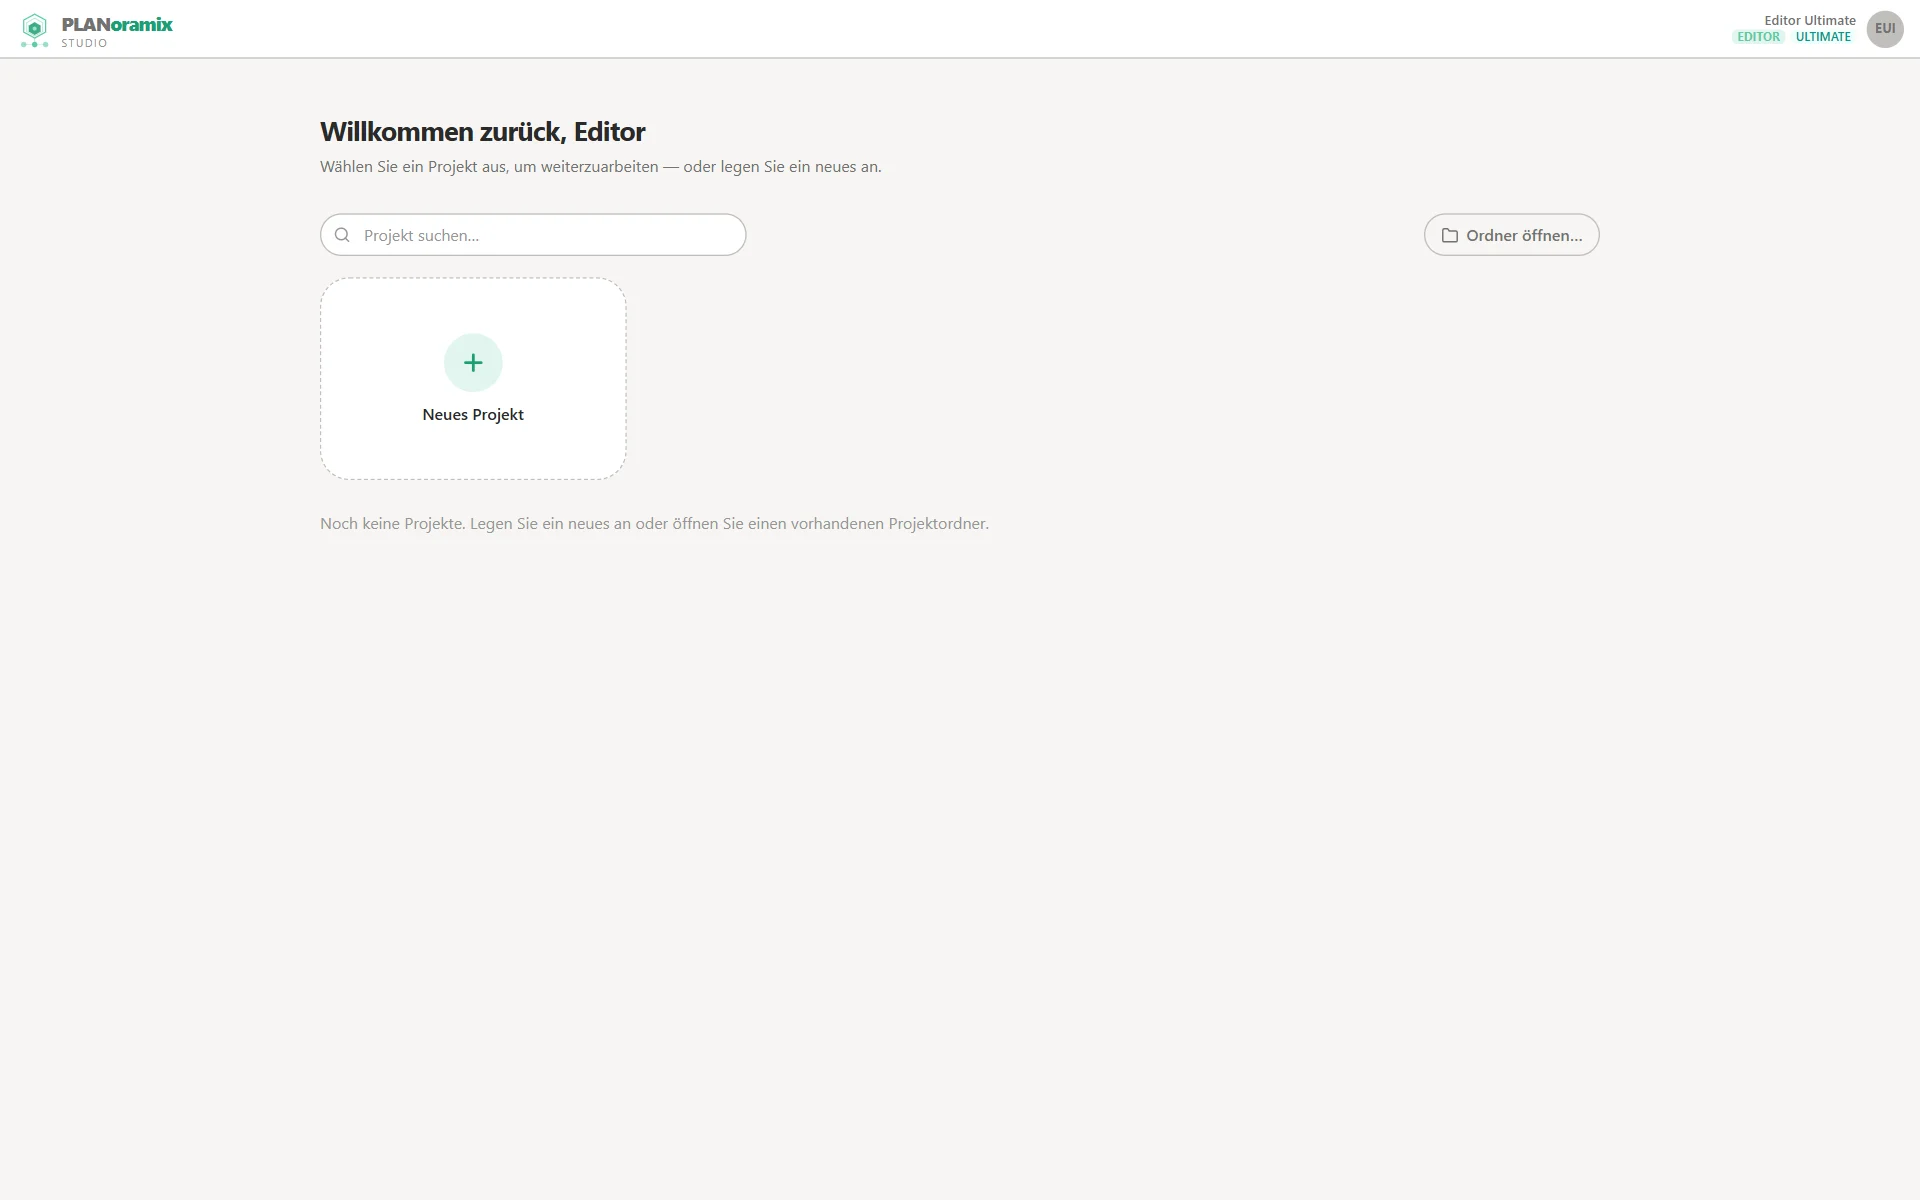 PLANoramix
STUDIO
Editor Ultimate
EDITOR ULTIMATE
EUI
Willkommen zurück, Editor
Wählen Sie ein Projekt aus, um weiterzuarbeiten — oder legen Sie ein neues an.
Projekt suchen...
Ordner öffnen...
Neues Projekt
Noch keine Projekte. Legen Sie ein neues an oder öffnen Sie einen vorhandenen Projektordner.